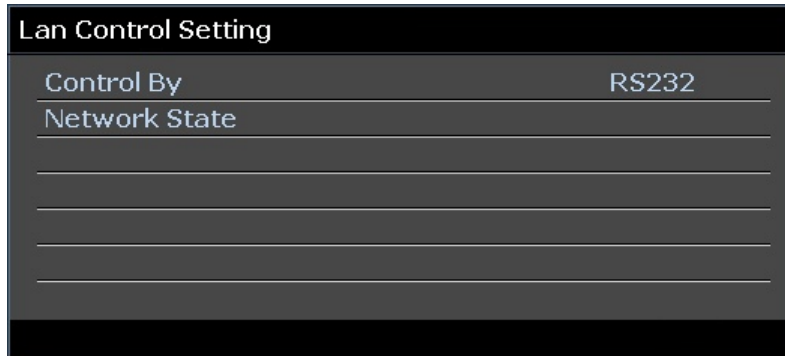 Lan Control Setting
Control By RS232
Network State